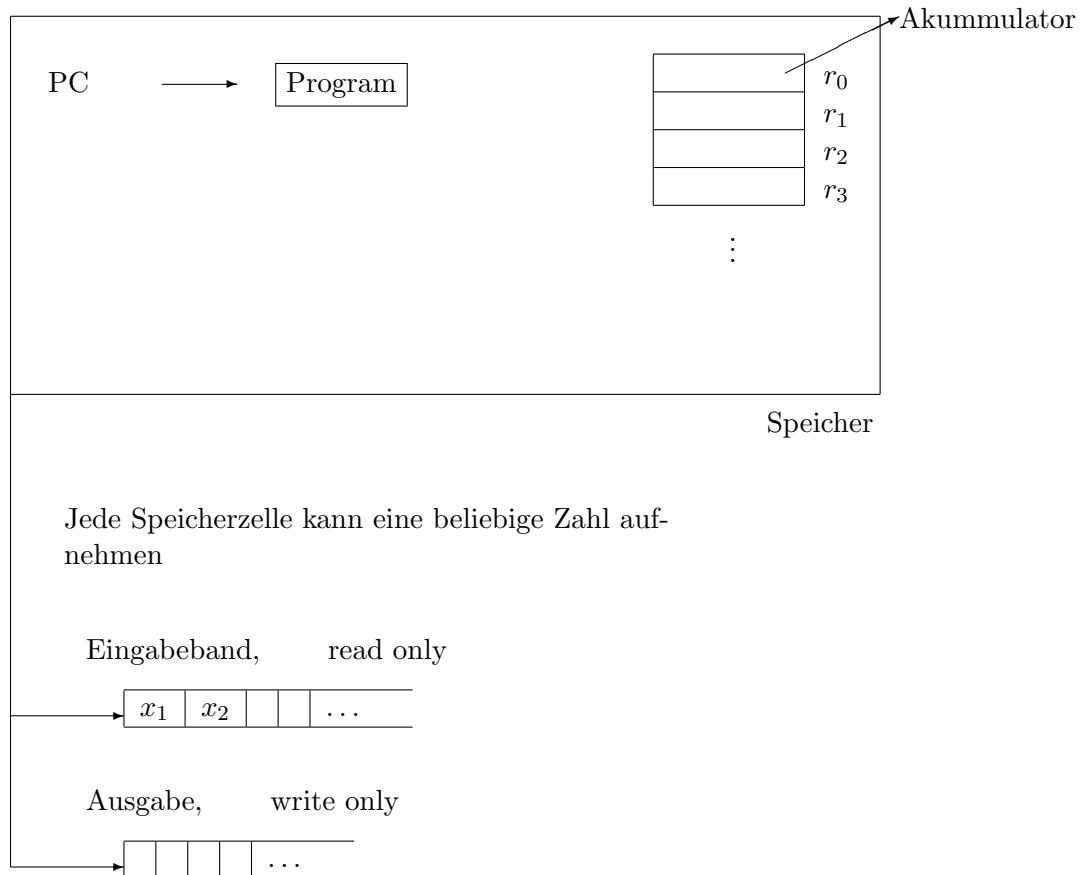 Akummulator
PC Program r₀
r₁
r₂
r₃
⋮
Speicher
Jede Speicherzelle kann eine beliebige Zahl auf-
nehmen
Eingabeband, read only
x₁ x₂ ...
Ausgabe, write only
...